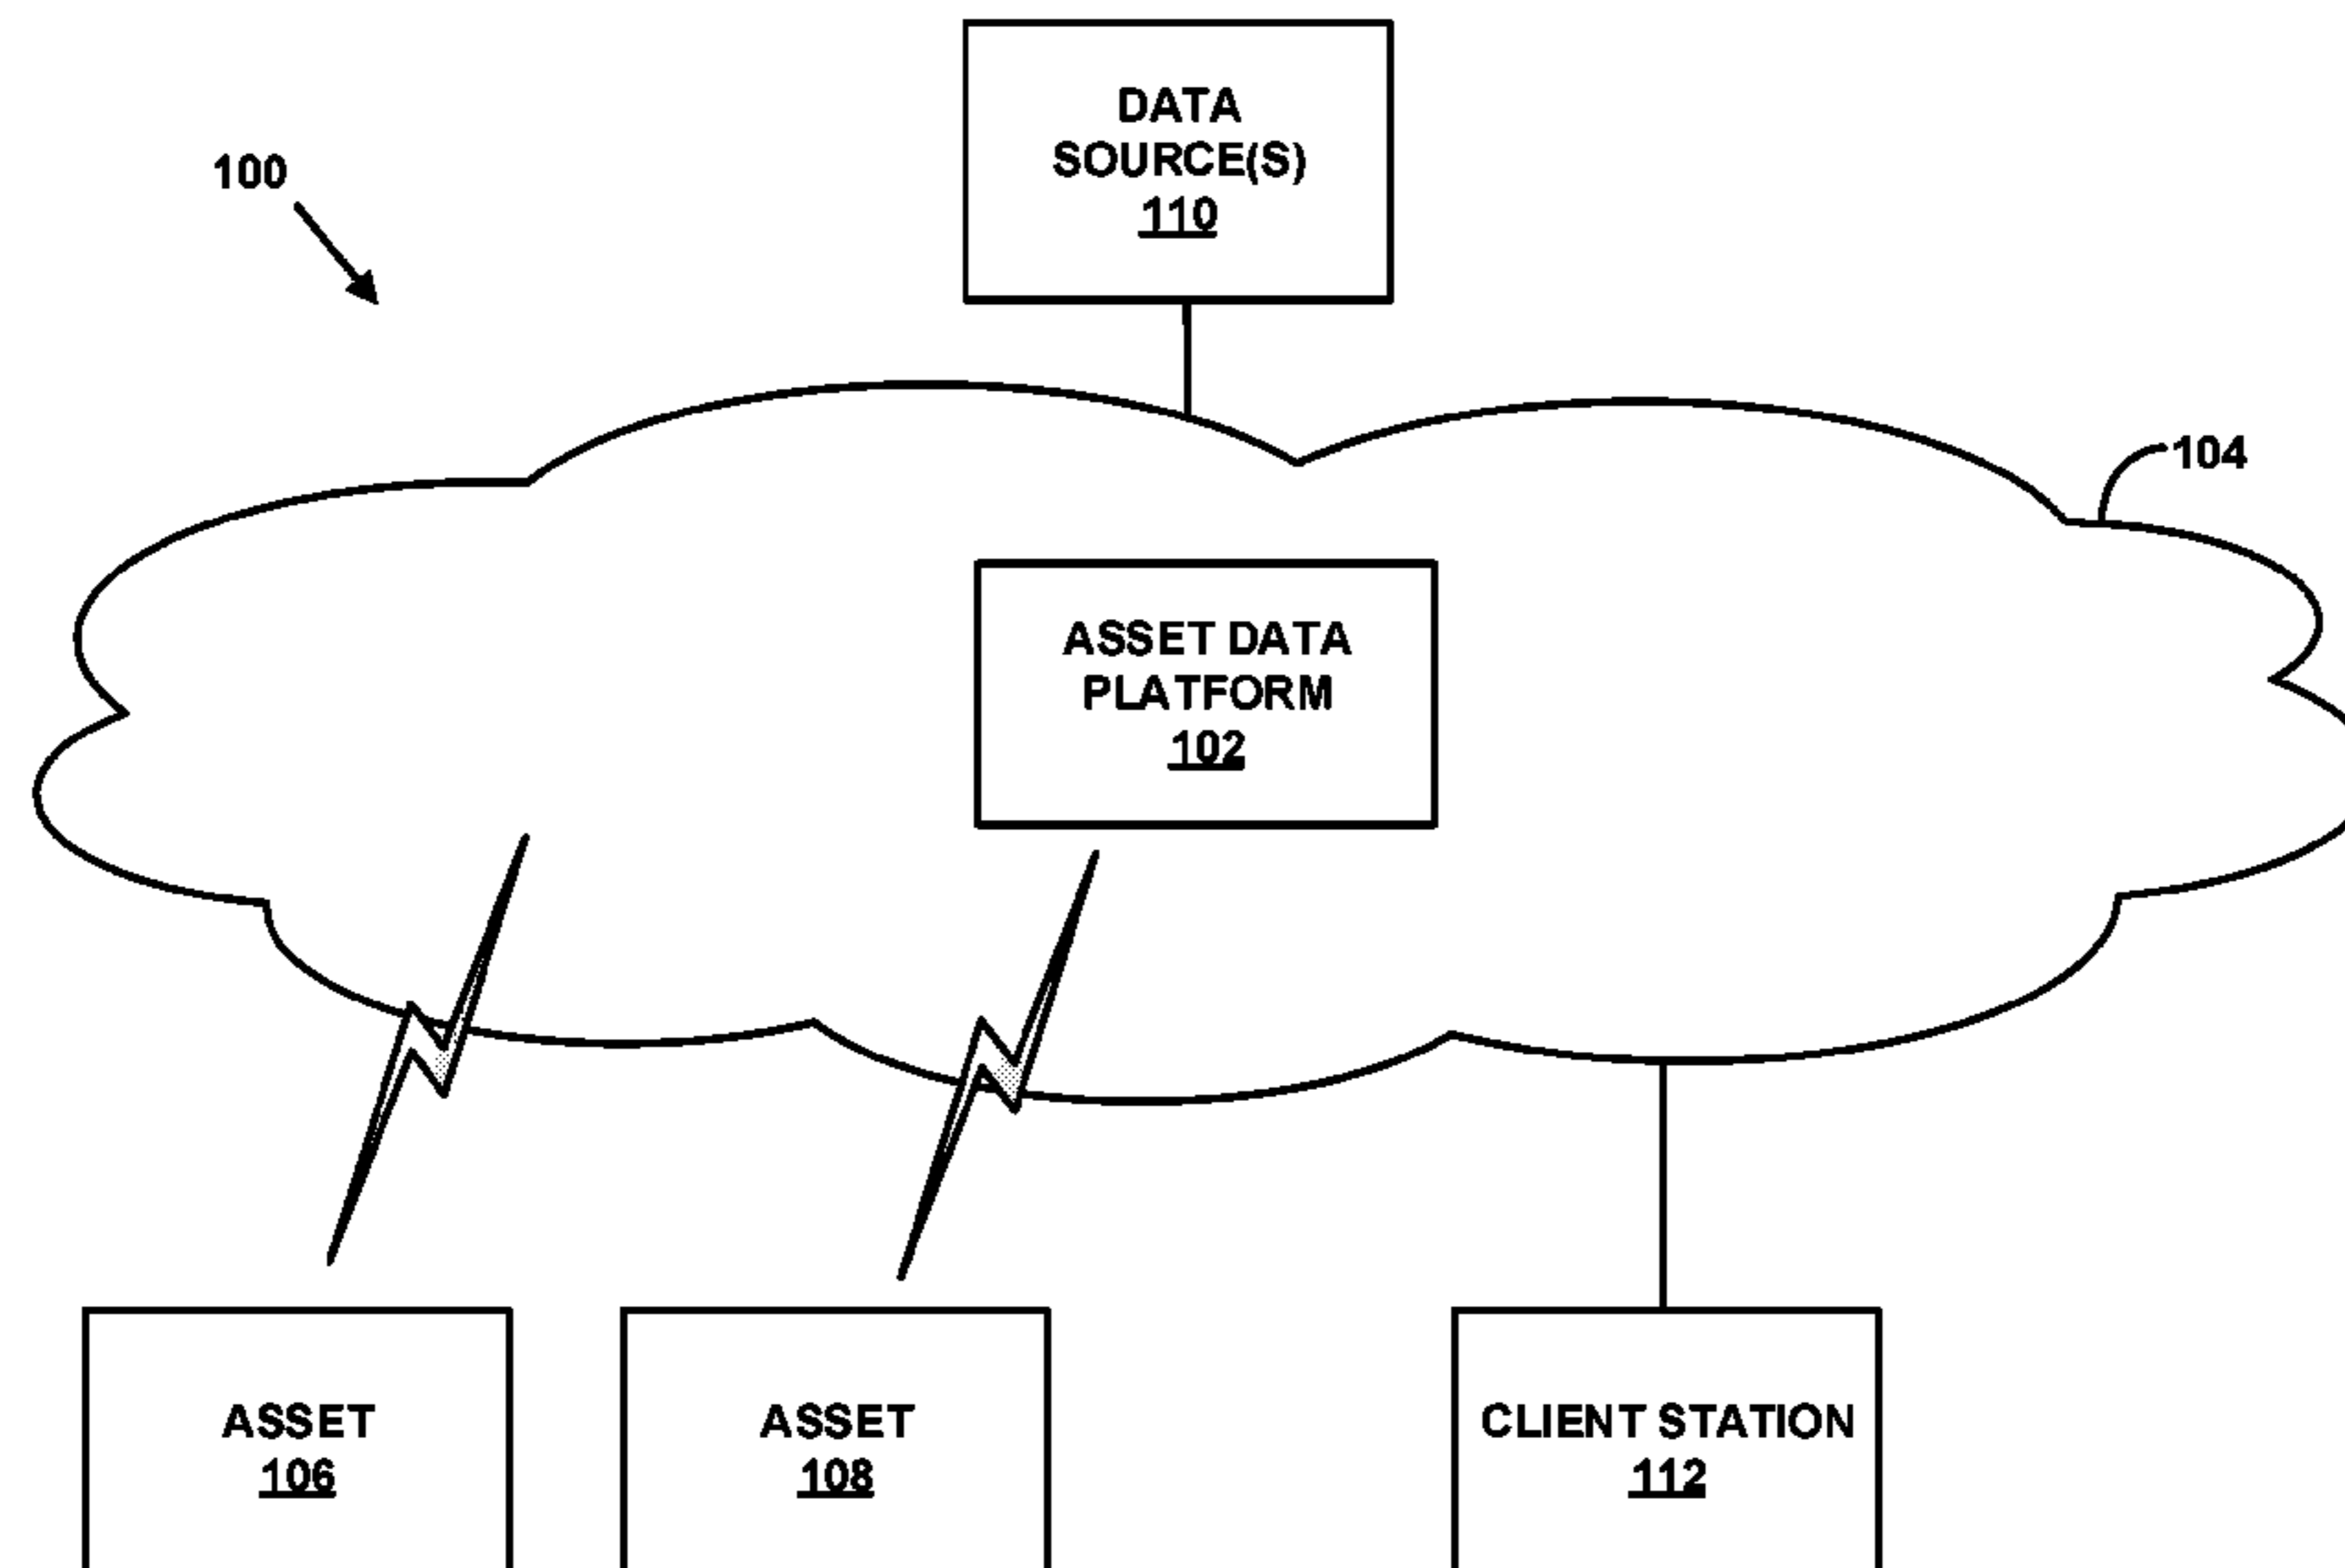 DATA
SOURCE(S)
110
100
104
ASSET DATA
PLATFORM
102
ASSET
106
ASSET
108
CLIENT STATION
112